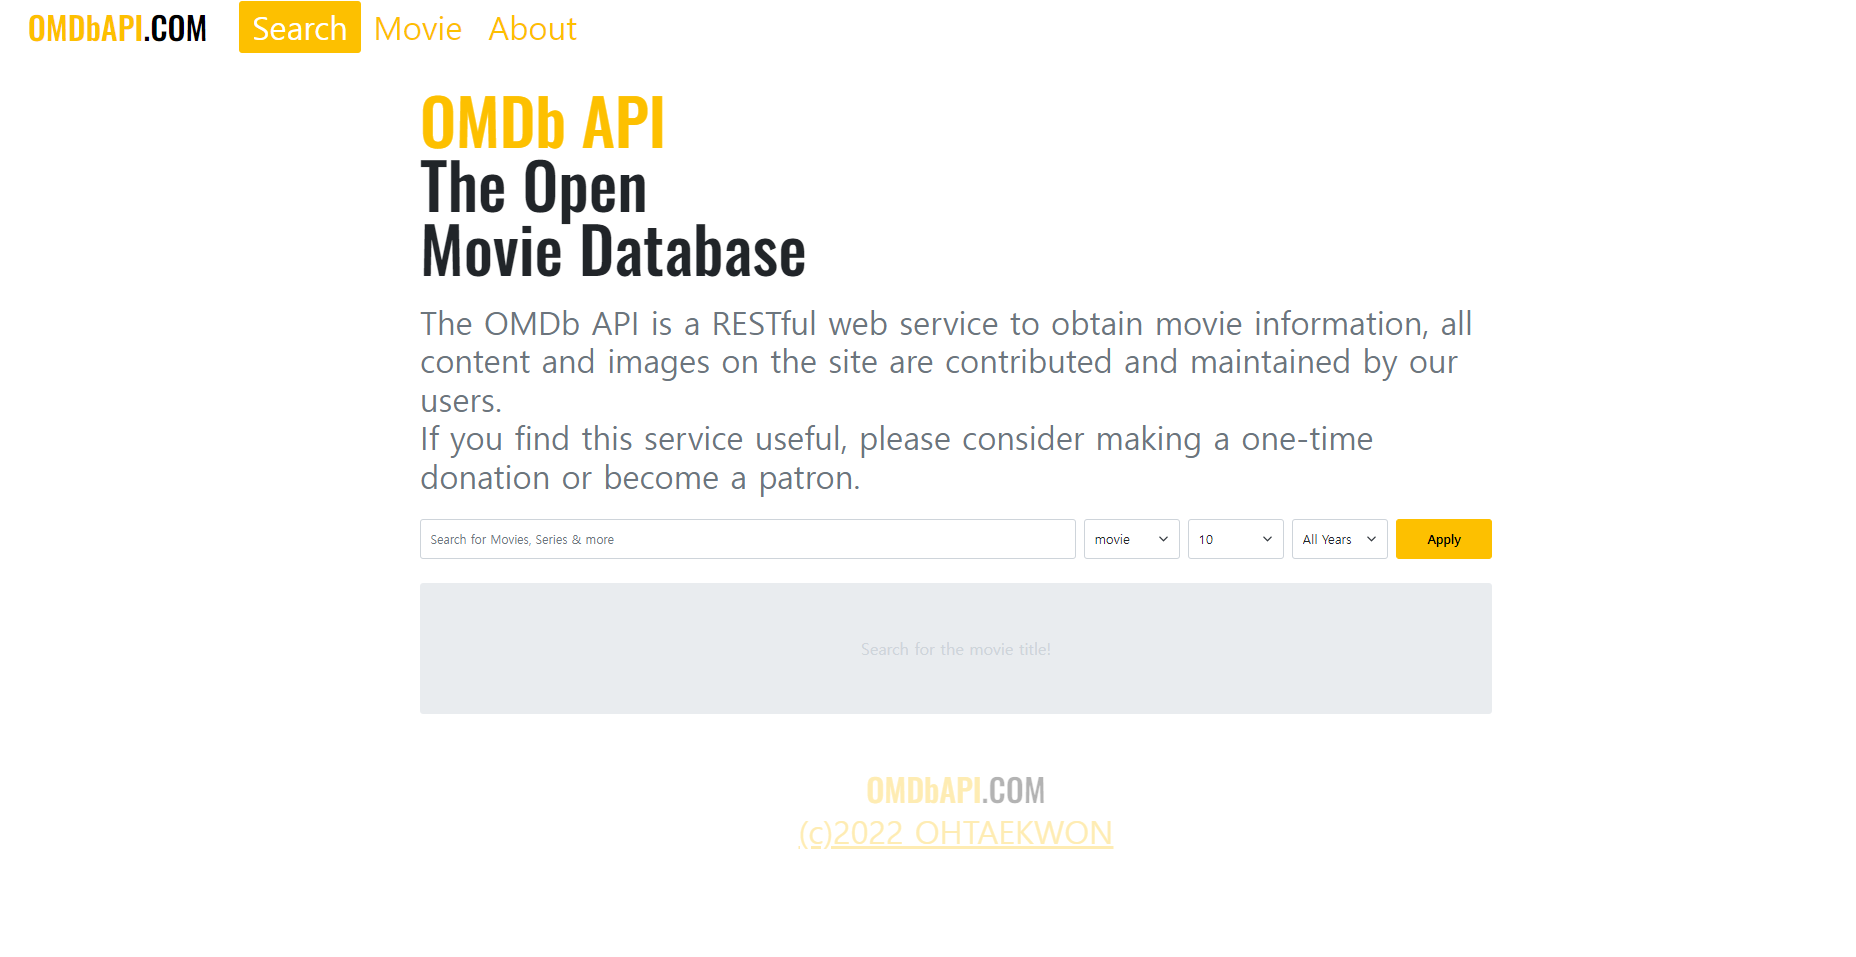 OMDbAPI.COM Search Movie About
OMDb API
The Open
Movie Database
The OMDb API is a RESTful web service to obtain movie information, all
content and images on the site are contributed and maintained by our
users.
If you find this service useful, please consider making a one-time
donation or become a patron.
Search for Movies, Series & more movie 10 All Years Apply
Search for the movie title!
OMDbAPI.COM
(c)2022 OHTAEKWON